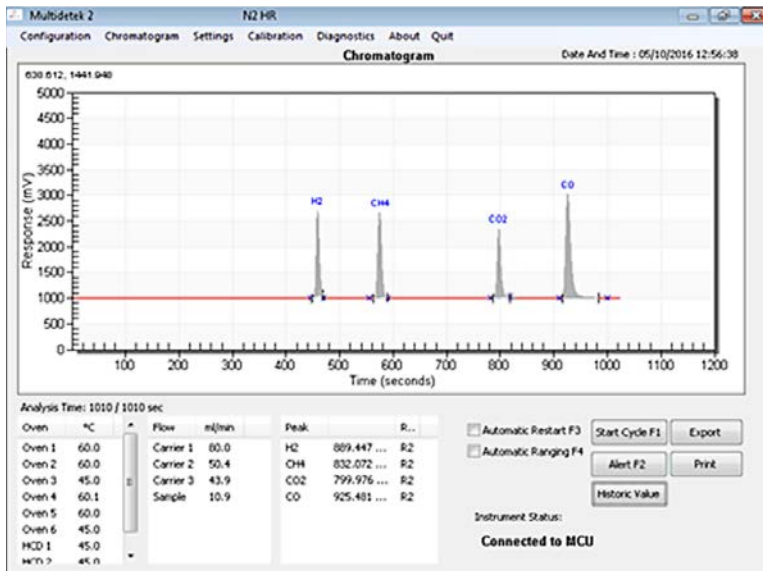 Multidetek 2 N2 HR
Configuration Chromatogram Settings Calibration Diagnostics About Quit
Chromatogram Date And Time : 05/10/2016 12:56:38
638.612, 1441.948
5000
4500
4000
3500
3000
2500
2000
1500
1000
500
0
Response (mV)
H2 CH4 CO2 CO
100 200 300 400 500 600 700 800 900 1000 1100 1200
Time (seconds)
Analysis Time: 1010 / 1010 sec
Oven °C
Oven 1 60.0
Oven 2 60.0
Oven 3 45.0
Oven 4 60.1
Oven 5 60.0
Oven 6 45.0
HCD 1 45.0
HCD 2 45.0
Flow ml/min
Carrier 1 80.0
Carrier 2 50.4
Carrier 3 43.9
Sample 10.9
Peak R..
H2 889.447 ... R2
CH4 832.072 ... R2
CO2 799.976 ... R2
CO 925.481 ... R2
Automatic Restart F3
Automatic Ranging F4
Start Cycle F1 Export
Alert F2 Print
Historic Value
Instrument Status:
Connected to MCU